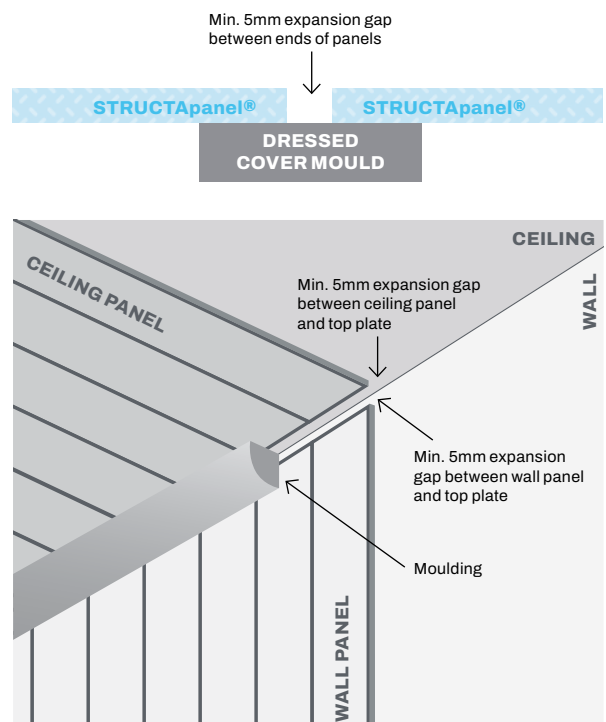 Min. 5mm expansion gap
between ends of panels
STRUCTApanel®
STRUCTApanel®
DRESSED
COVER MOULD
CEILING
WALL
CEILING PANEL
Min. 5mm expansion gap
between ceiling panel
and top plate
Min. 5mm expansion
gap between wall panel
and top plate
Moulding
WALL PANEL